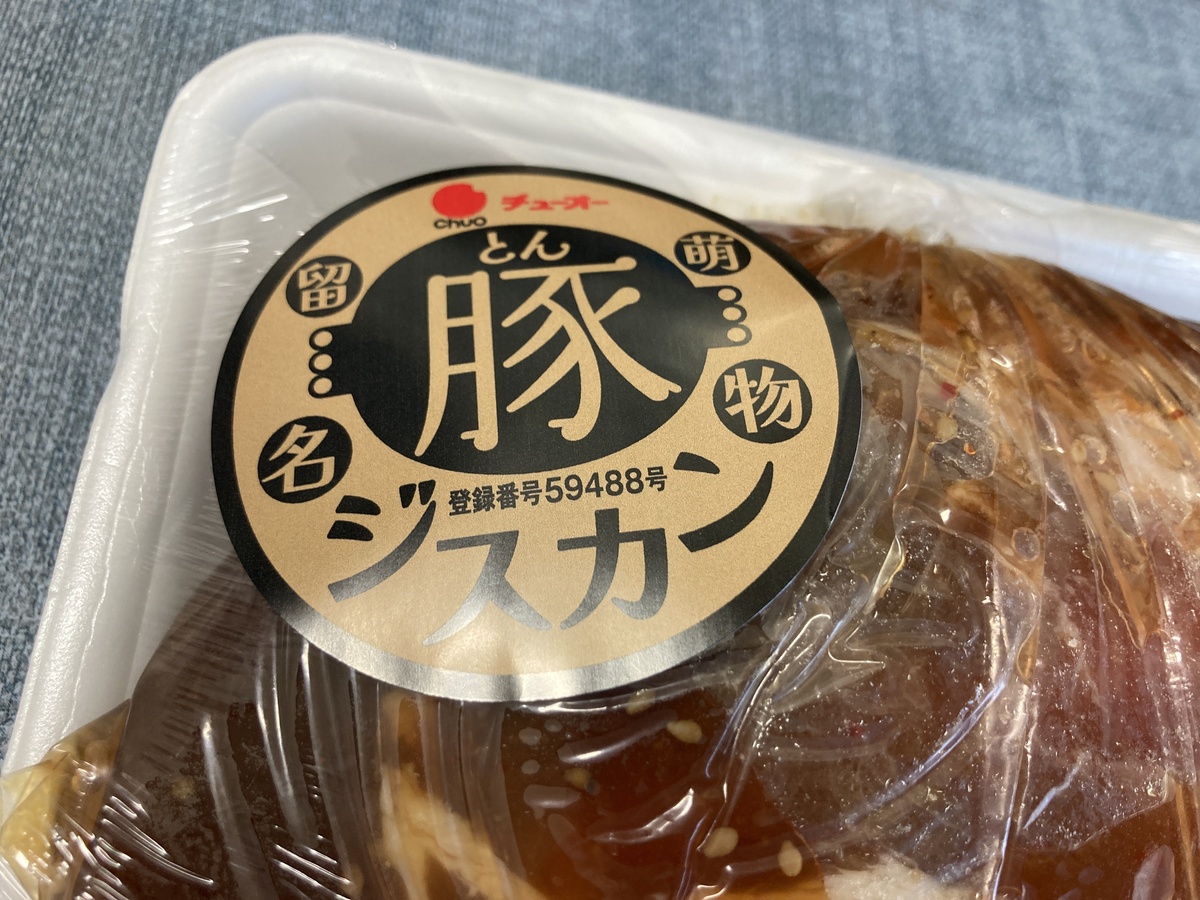 chuo チューオー
とん
豚
留萌
名物
登録番号59488号
ジスカン